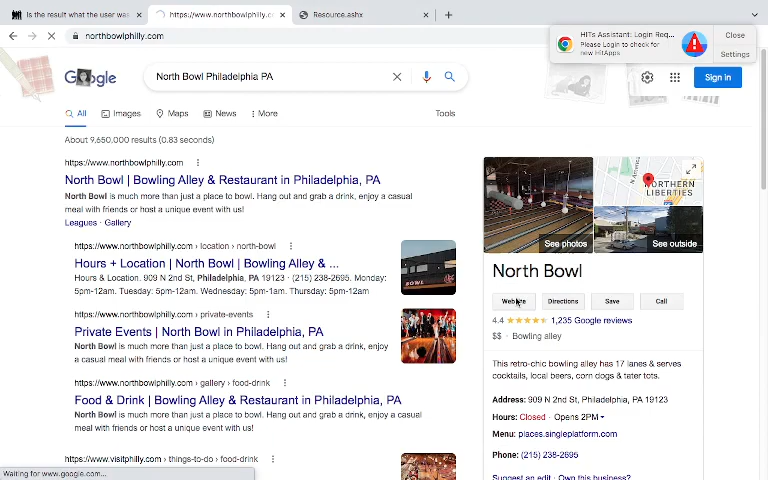 Is the result what the user was
https://www.northbowlphilly.com
Resource.ashx
northbowlphilly.com
HITs Assistant: Login Req...
Please Login to check for
new HitApps
Close
Settings
Google
North Bowl Philadelphia PA
Sign in
All
Images
Maps
News
More
Tools
About 9,650,000 results (0.83 seconds)
https://www.northbowlphilly.com
North Bowl | Bowling Alley & Restaurant in Philadelphia, PA
North Bowl is much more than just a place to bowl. Hang out and grab a drink, enjoy a casual
meal with friends or host a unique event with us!
Leagues · Gallery
https://www.northbowlphilly.com › location › north-bowl
Hours + Location | North Bowl | Bowling Alley & ...
Hours & Location. 909 N 2nd St, Philadelphia, PA 19123 · (215) 238-2695. Monday:
5pm-12am. Tuesday: 5pm-12am. Wednesday: 5pm-1am. Thursday: 5pm-12am
https://www.northbowlphilly.com › private-events
Private Events | North Bowl in Philadelphia, PA
North Bowl is much more than just a place to bowl. Hang out and grab a drink, enjoy
a casual meal with friends or host a unique event with us!
https://www.northbowlphilly.com › gallery › food-drink
Food & Drink | Bowling Alley & Restaurant in Philadelphia, PA
North Bowl is much more than just a place to bowl. Hang out and grab a drink, enjoy a casual
meal with friends or host a unique event with us!
https://www.visitphilly.com › things-to-do › food-drink
Waiting for www.google.com...
BOWL
N America
NORTHERN
LIBERTIES
See photos
See outside
North Bowl
Website
Directions
Save
Call
4.4
1,235 Google reviews
$$ · Bowling alley
This retro-chic bowling alley has 17 lanes & serves
cocktails, local beers, corn dogs & tater tots.
Address: 909 N 2nd St, Philadelphia, PA 19123
Hours: Closed · Opens 2PM
Menu: places.singleplatform.com
Phone: (215) 238-2695
Suggest an edit · Own this business?